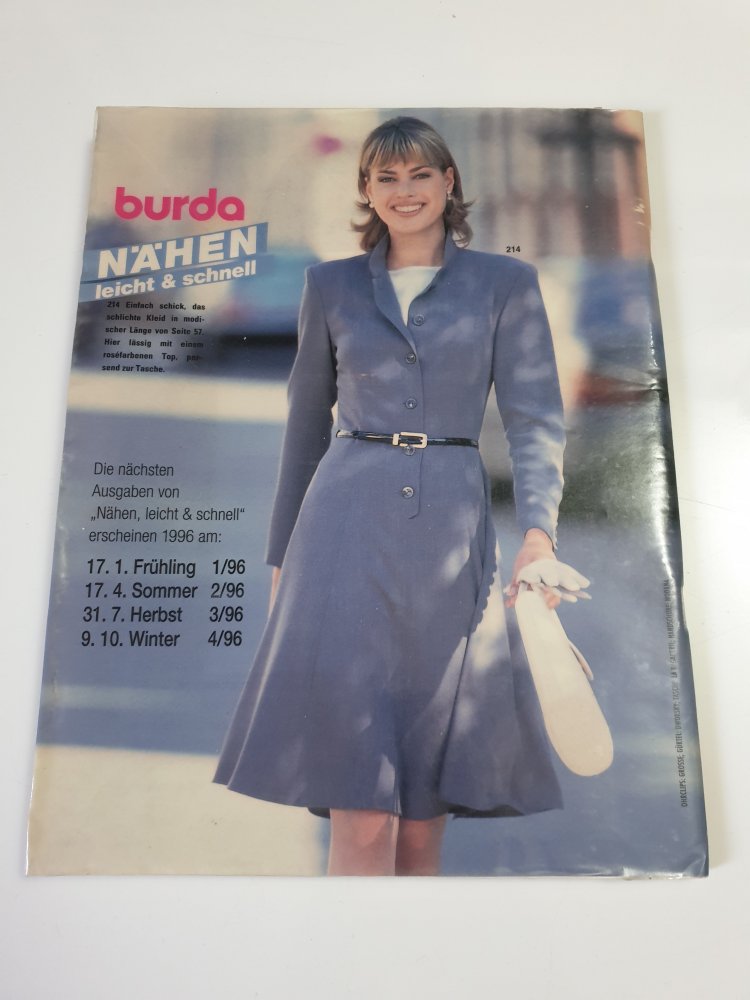 burda
NÄHEN
leicht & schnell
214 Einfach schick, das
schlichte Kleid in modi-
scher Länge von Seite 57.
Hier lässig mit einem
roséfarbenen Top, pas-
send zur Tasche.
214
Die nächsten
Ausgaben von
„Nähen, leicht & schnell“
erscheinen 1996 am:
17. 1. Frühling 1/96
17. 4. Sommer 2/96
31. 7. Herbst 3/96
9. 10. Winter 4/96
OHRCLIPS: GROSSE, GÜRTEL: